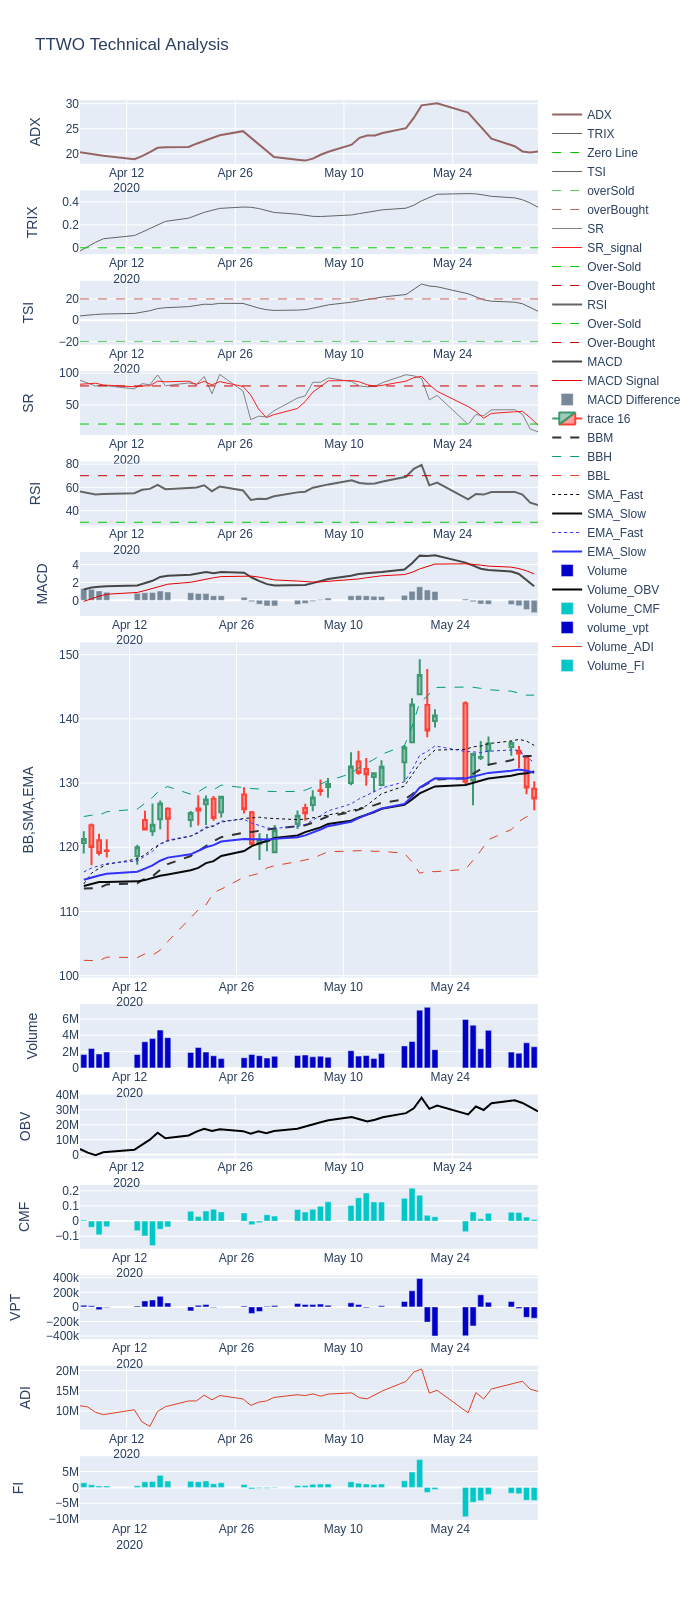 TTWO Technical Analysis
ADX
30
25
20
Apr 12
2020
Apr 26
May 10
May 24
TRIX
0.4
0.2
0
Apr 12
2020
Apr 26
May 10
May 24
TSI
20
0
−20
Apr 12
2020
Apr 26
May 10
May 24
SR
100
50
Apr 12
2020
Apr 26
May 10
May 24
RSI
80
60
40
Apr 12
2020
Apr 26
May 10
May 24
MACD
4
2
0
Apr 12
2020
Apr 26
May 10
May 24
BB,SMA,EMA
150
140
130
120
110
100
Apr 12
2020
Apr 26
May 10
May 24
Volume
6M
4M
2M
0
Apr 12
2020
Apr 26
May 10
May 24
OBV
40M
30M
20M
10M
0
Apr 12
2020
Apr 26
May 10
May 24
CMF
0.2
0.1
0
−0.1
Apr 12
2020
Apr 26
May 10
May 24
VPT
400k
200k
0
−200k
−400k
Apr 12
2020
Apr 26
May 10
May 24
ADI
20M
15M
10M
Apr 12
2020
Apr 26
May 10
May 24
FI
5M
0
−5M
−10M
Apr 12
2020
Apr 26
May 10
May 24
ADX
TRIX
Zero Line
TSI
overSold
overBought
SR
SR_signal
Over-Sold
Over-Bought
RSI
Over-Sold
Over-Bought
MACD
MACD Signal
MACD Difference
trace 16
BBM
BBH
BBL
SMA_Fast
SMA_Slow
EMA_Fast
EMA_Slow
Volume
Volume_OBV
Volume_CMF
volume_vpt
Volume_ADI
Volume_FI